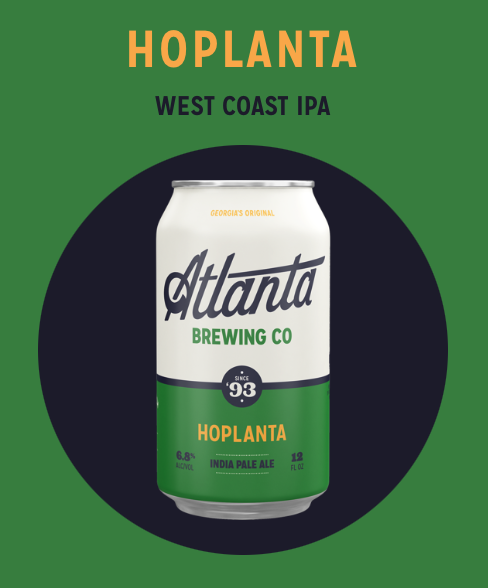 HOPLANTA
WEST COAST IPA
GEORGIA'S ORIGINAL
Atlanta
BREWING CO
SINCE
'93
HOPLANTA
6.8%
ALC/VOL
INDIA PALE ALE
12
FL OZ